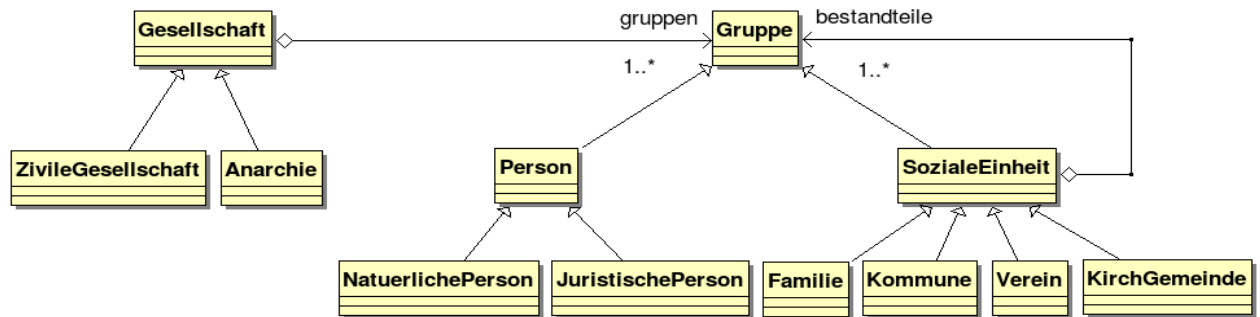 Gesellschaft
gruppen
Gruppe
bestandteile
1..*
1..*
ZivileGesellschaft
Anarchie
Person
SozialeEinheit
NatuerlichePerson
JuristischePerson
Familie
Kommune
Verein
KirchGemeinde